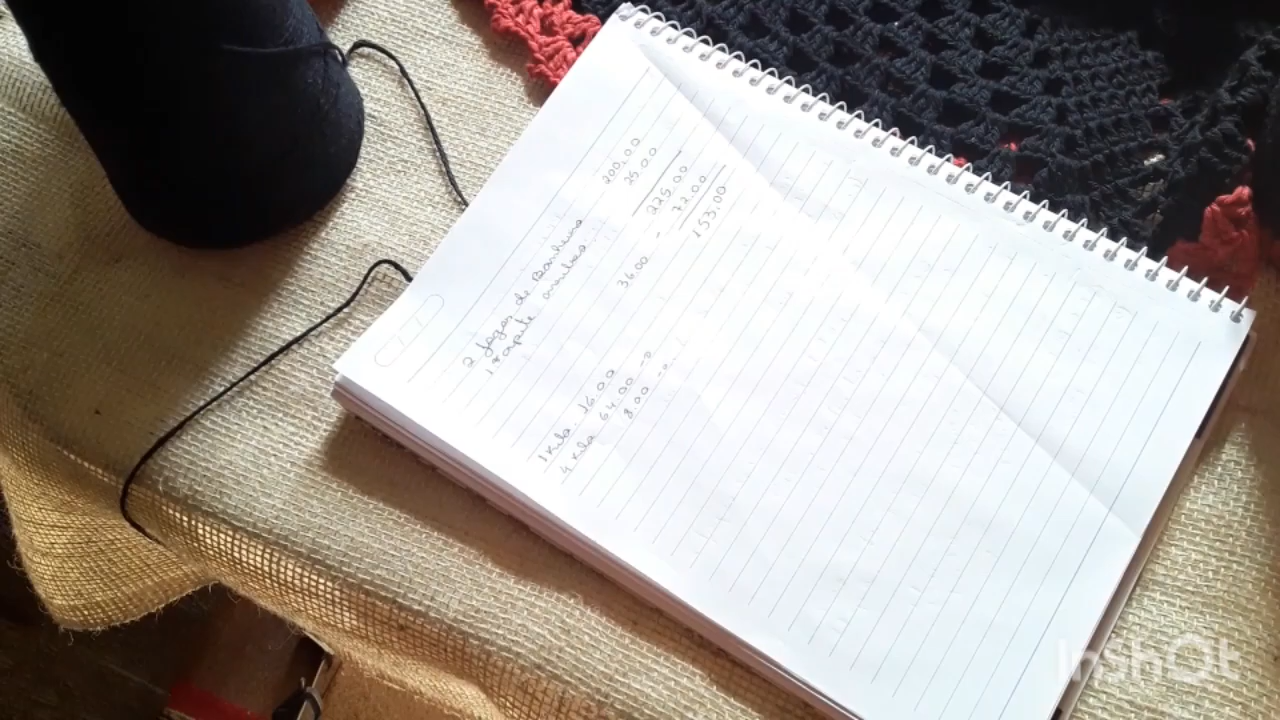 2 Jogos de Banheiro 200.00
1 Tapete avulso. 25.00
225.00
- 72.00
153.00
36.00
1 Kilo. 16.00
4 Kilo 64.00 →
8.00 →
InShOt